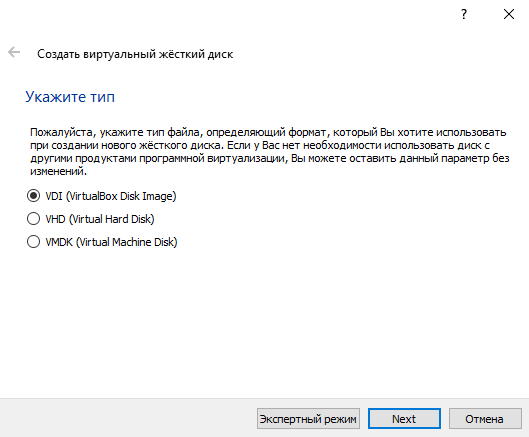 ?
Создать виртуальный жёсткий диск
Укажите тип
Пожалуйста, укажите тип файла, определяющий формат, который Вы хотите использовать
при создании нового жёсткого диска. Если у Вас нет необходимости использовать диск с
другими продуктами программной виртуализации, Вы можете оставить данный параметр без
изменений.
VDI (VirtualBox Disk Image)
VHD (Virtual Hard Disk)
VMDK (Virtual Machine Disk)
Экспертный режим Next Отмена